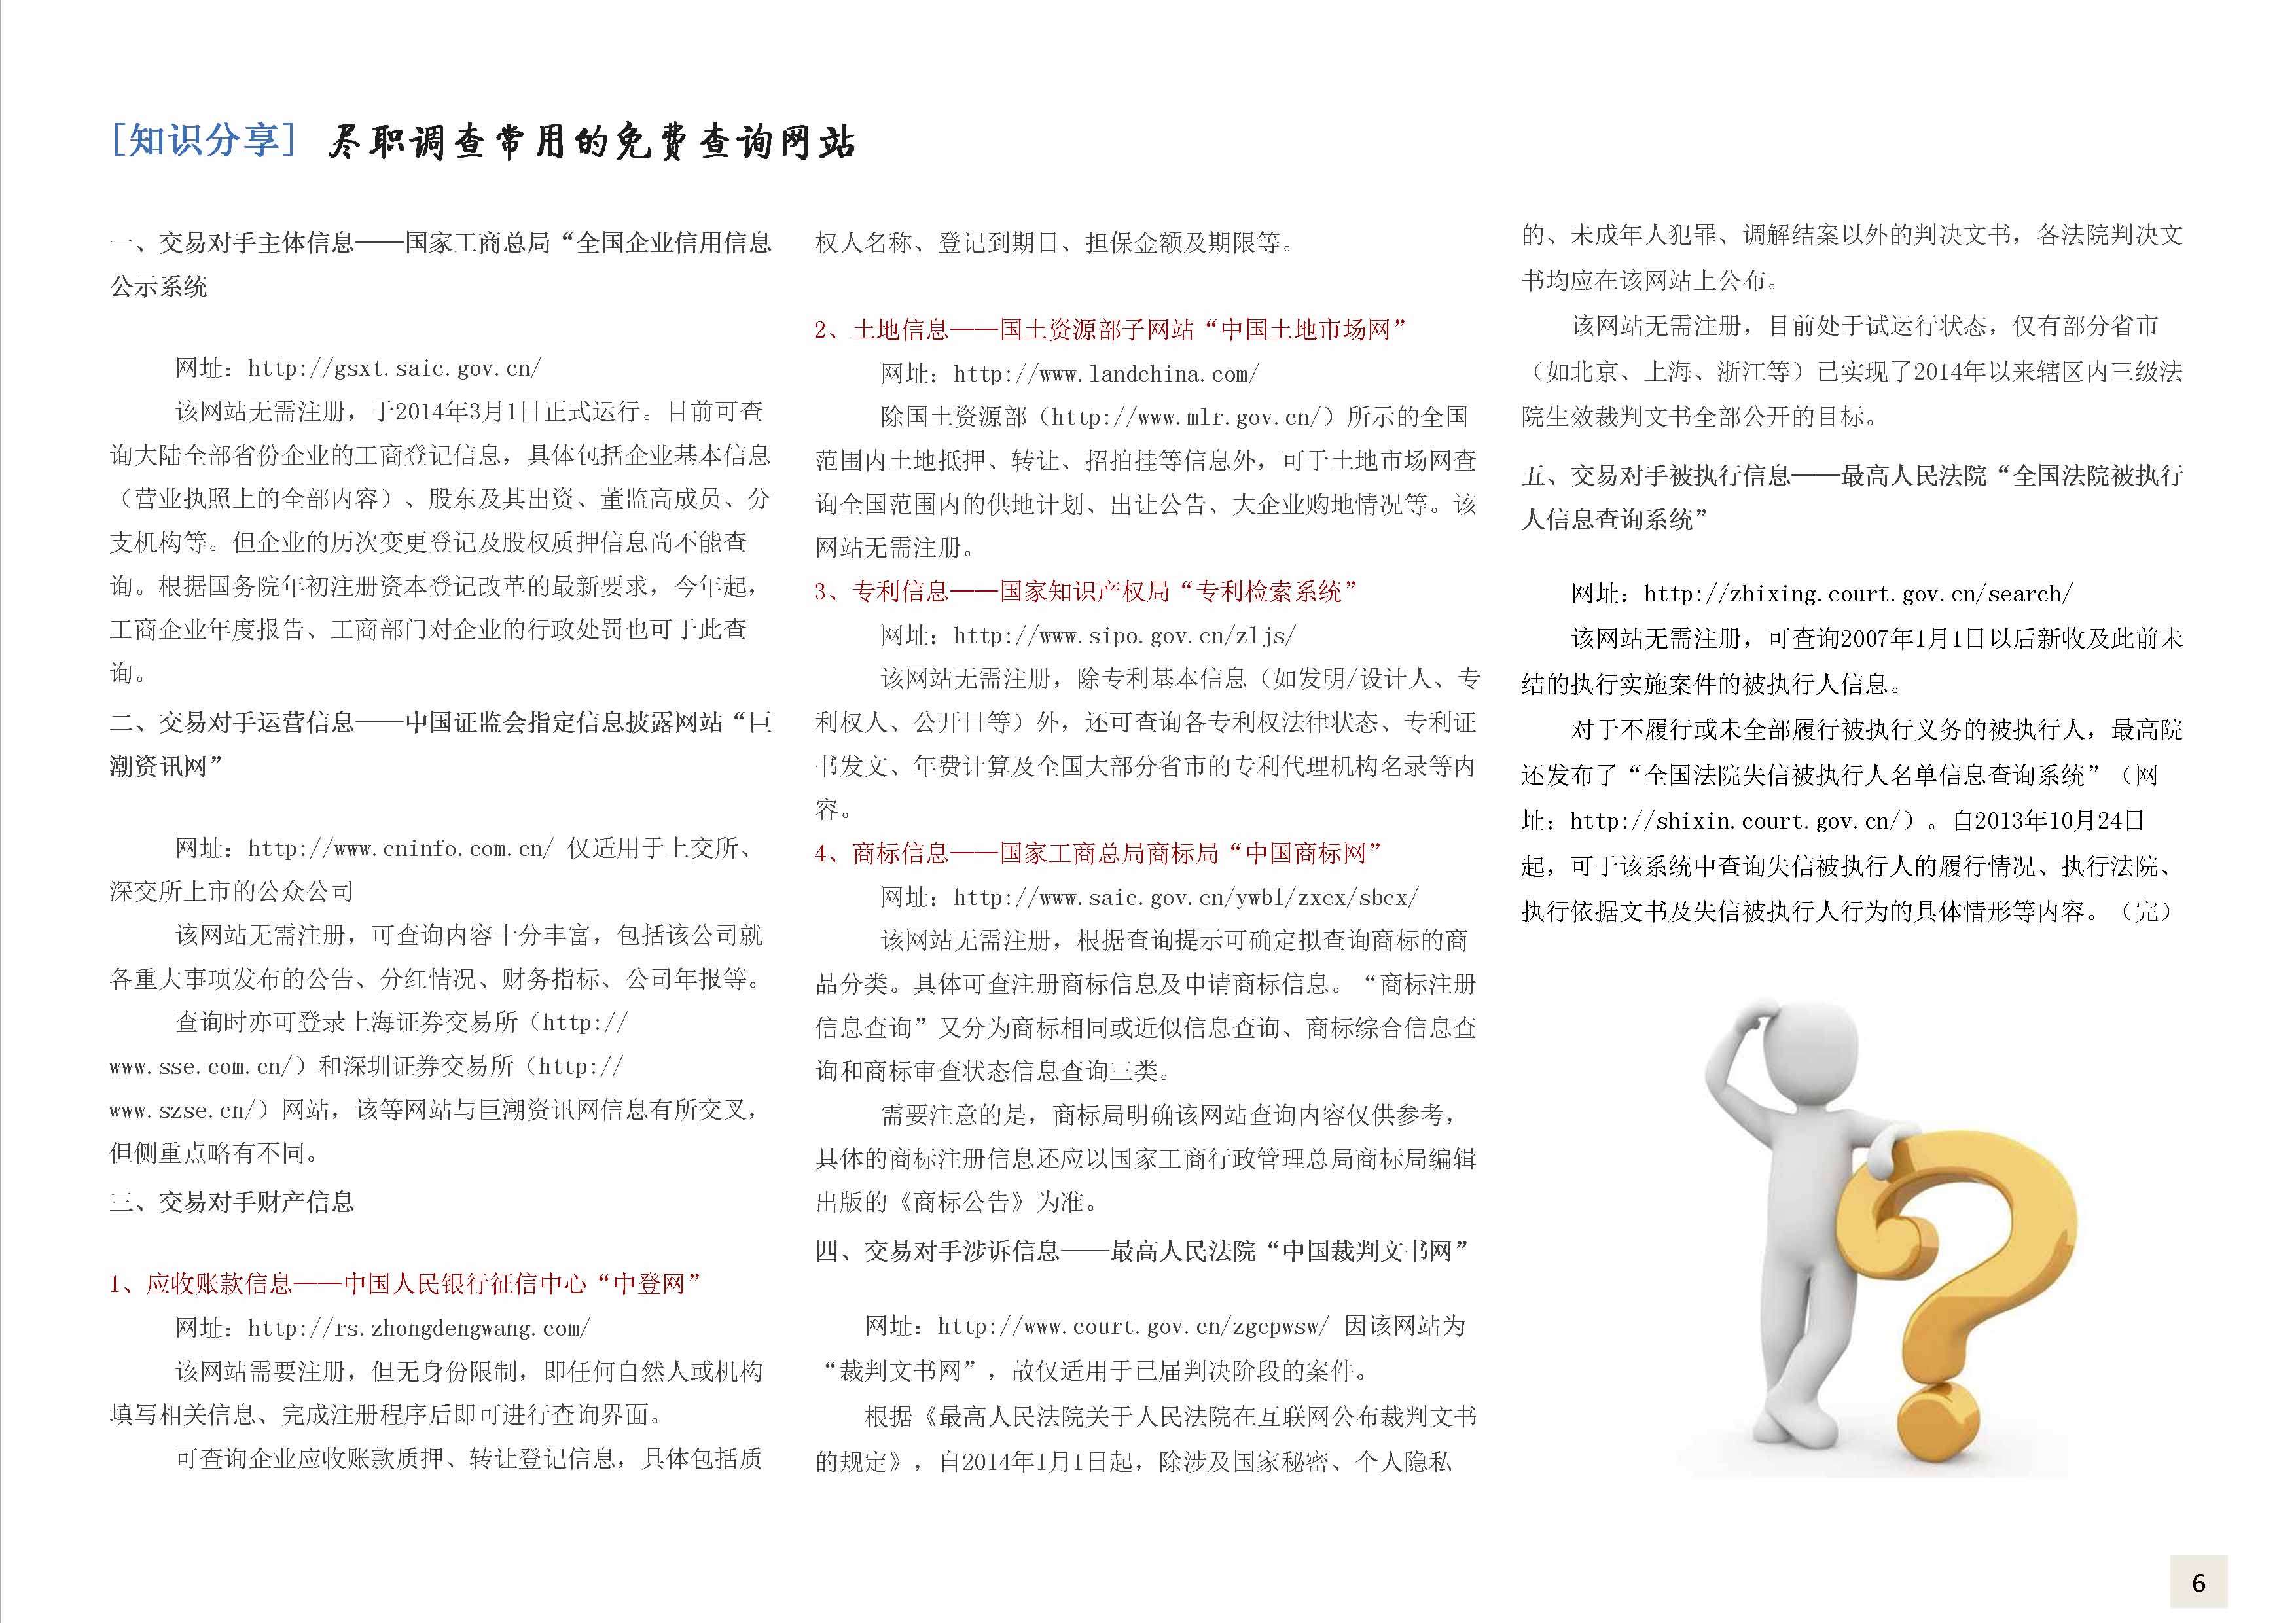 [知识分享] 尽职调查常用的免费查询网站
一、交易对手主体信息——国家工商总局“全国企业信用信息
公示系统
网址：http://gsxt.saic.gov.cn/
该网站无需注册，于2014年3月1日正式运行。目前可查
询大陆全部省份企业的工商登记信息，具体包括企业基本信息
（营业执照上的全部内容）、股东及其出资、董监高成员、分
支机构等。但企业的历次变更登记及股权质押信息尚不能查
询。根据国务院年初注册资本登记改革的最新要求，今年起，
工商企业年度报告、工商部门对企业的行政处罚也可于此查
询。
二、交易对手运营信息——中国证监会指定信息披露网站“巨
潮资讯网”
网址：http://www.cninfo.com.cn/ 仅适用于上交所、
深交所上市的公众公司
该网站无需注册，可查询内容十分丰富，包括该公司就
各重大事项发布的公告、分红情况、财务指标、公司年报等。
查询时亦可登录上海证券交易所（http://
www.sse.com.cn/）和深圳证券交易所（http://
www.szse.cn/）网站，该等网站与巨潮资讯网信息有所交叉，
但侧重点略有不同。
三、交易对手财产信息
1、应收账款信息——中国人民银行征信中心“中登网”
网址：http://rs.zhongdengwang.com/
该网站需要注册，但无身份限制，即任何自然人或机构
填写相关信息、完成注册程序后即可进行查询界面。
可查询企业应收账款质押、转让登记信息，具体包括质
权人名称、登记到期日、担保金额及期限等。
2、土地信息——国土资源部子网站“中国土地市场网”
网址：http://www.landchina.com/
除国土资源部（http://www.mlr.gov.cn/）所示的全国
范围内土地抵押、转让、招拍挂等信息外，可于土地市场网查
询全国范围内的供地计划、出让公告、大企业购地情况等。该
网站无需注册。
3、专利信息——国家知识产权局“专利检索系统”
网址：http://www.sipo.gov.cn/zljs/
该网站无需注册，除专利基本信息（如发明/设计人、专
利权人、公开日等）外，还可查询各专利权法律状态、专利证
书发文、年费计算及全国大部分省市的专利代理机构名录等内
容。
4、商标信息——国家工商总局商标局“中国商标网”
网址：http://www.saic.gov.cn/ywbl/zxcx/sbcx/
该网站无需注册，根据查询提示可确定拟查询商标的商
品分类。具体可查注册商标信息及申请商标信息。“商标注册
信息查询”又分为商标相同或近似信息查询、商标综合信息查
询和商标审查状态信息查询三类。
需要注意的是，商标局明确该网站查询内容仅供参考，
具体的商标注册信息还应以国家工商行政管理总局商标局编辑
出版的《商标公告》为准。
四、交易对手涉诉信息——最高人民法院“中国裁判文书网”
网址：http://www.court.gov.cn/zgcpwsw/ 因该网站为
“裁判文书网”，故仅适用于已届判决阶段的案件。
根据《最高人民法院关于人民法院在互联网公布裁判文书
的规定》，自2014年1月1日起，除涉及国家秘密、个人隐私
的、未成年人犯罪、调解结案以外的判决文书，各法院判决文
书均应在该网站上公布。
该网站无需注册，目前处于试运行状态，仅有部分省市
（如北京、上海、浙江等）已实现了2014年以来辖区内三级法
院生效裁判文书全部公开的目标。
五、交易对手被执行信息——最高人民法院“全国法院被执行
人信息查询系统”
网址：http://zhixing.court.gov.cn/search/
该网站无需注册，可查询2007年1月1日以后新收及此前未
结的执行实施案件的被执行人信息。
对于不履行或未全部履行被执行义务的被执行人，最高院
还发布了“全国法院失信被执行人名单信息查询系统”（网
址：http://shixin.court.gov.cn/）。自2013年10月24日
起，可于该系统中查询失信被执行人的履行情况、执行法院、
执行依据文书及失信被执行人行为的具体情形等内容。（完）
6